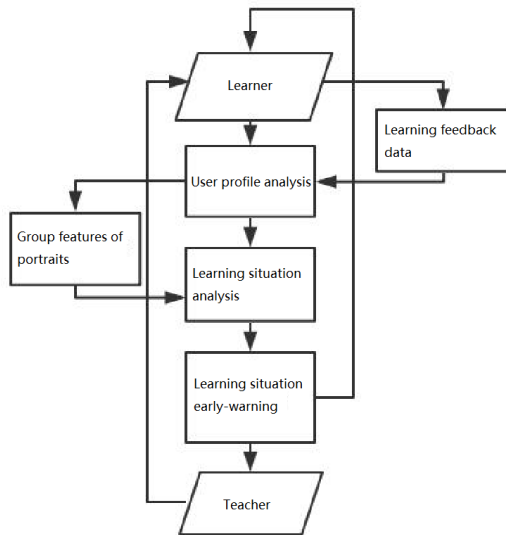 Learner
Learning feedback
data
User profile analysis
Group features of
portraits
Learning situation
analysis
Learning situation
early-warning
Teacher